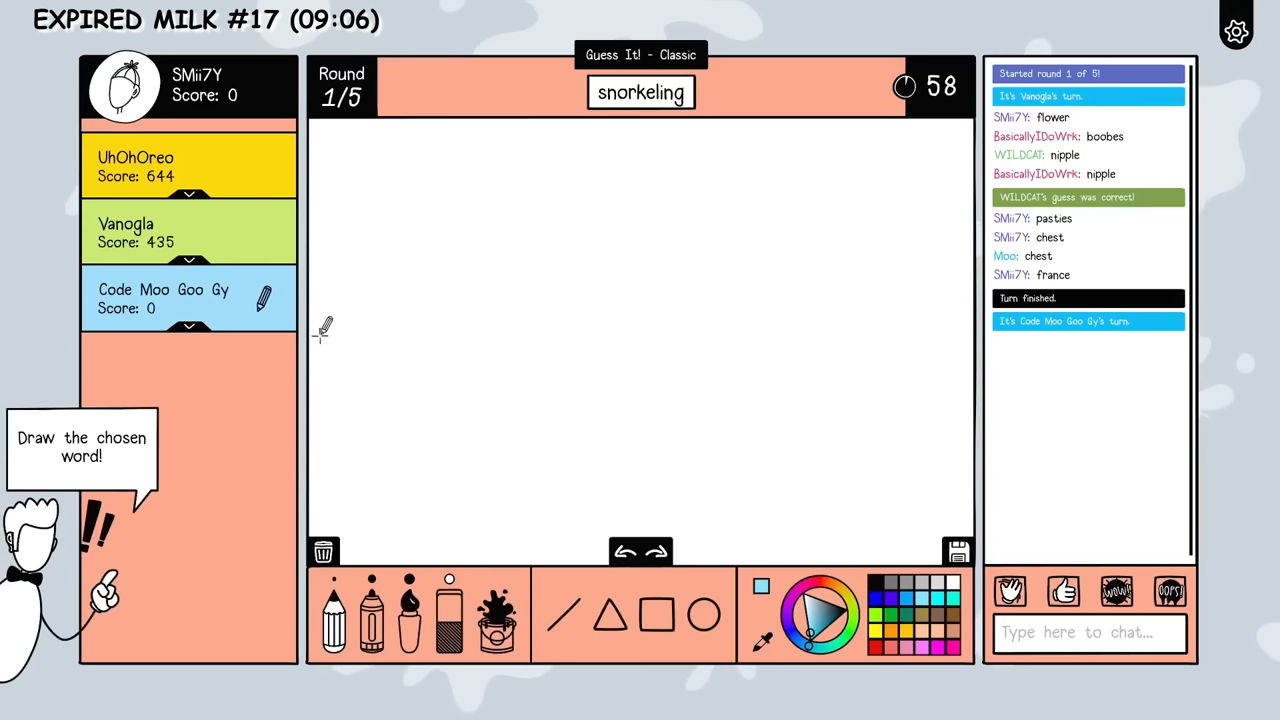 EXPIRED MILK #17 (09:06)
SMii7Y
Score: 0
UhOhOreo
Score: 644
Vanogla
Score: 435
Code Moo Goo Gy
Score: 0
Draw the chosen
word!
!!
Round
1/5
Guess It! - Classic
snorkeling
58
Started round 1 of 5!
It's Vanogla's turn.
SMii7Y: flower
BasicallyIDoWrk: boobes
WILDCAT: nipple
BasicallyIDoWrk: nipple
WILDCAT's guess was correct!
SMii7Y: pasties
SMii7Y: chest
Moo: chest
SMii7Y: france
Turn finished.
It's Code Moo Goo Gy's turn.
WOW!
OOPS!
Type here to chat...